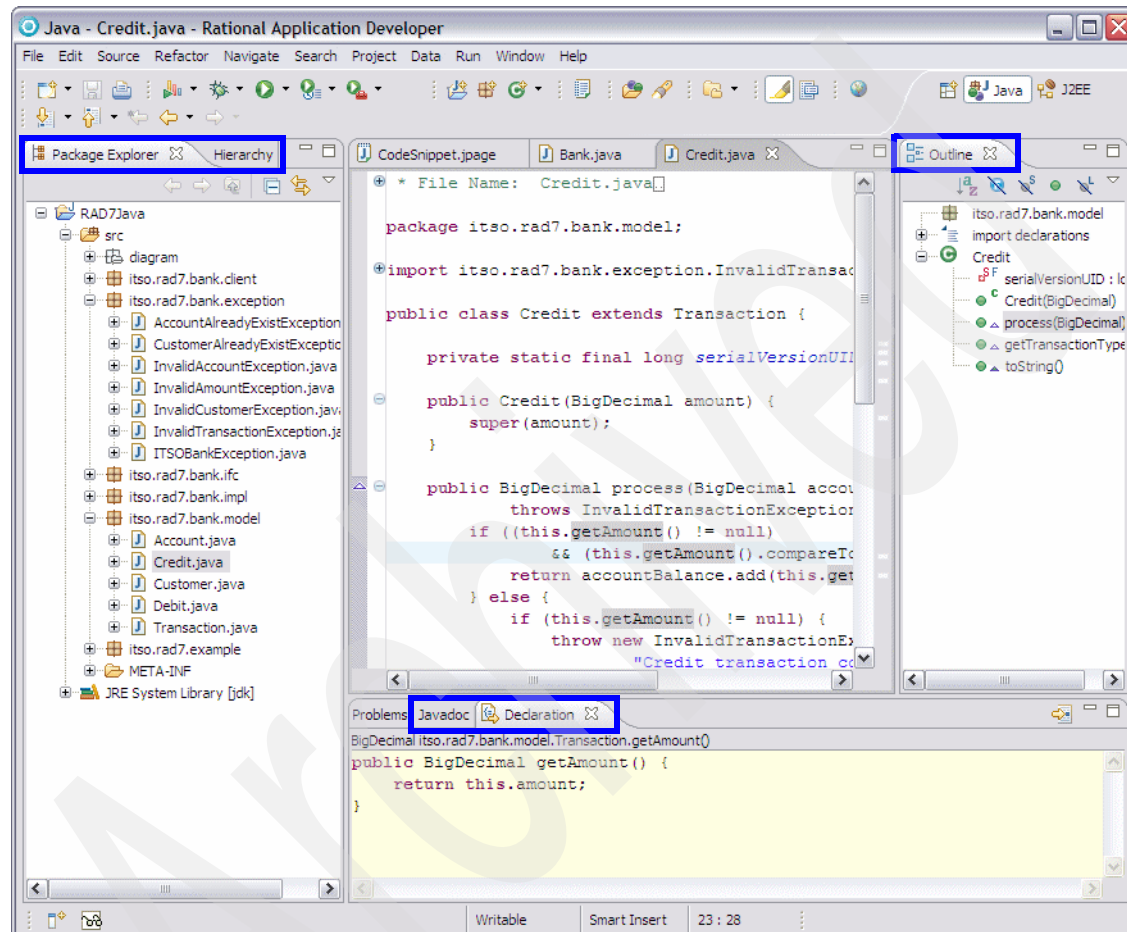 Java - Credit.java - Rational Application Developer
File Edit Source Refactor Navigate Search Project Data Run Window Help
Java J2EE
Package Explorer Hierarchy
RAD7Java
src
diagram
itso.rad7.bank.client
itso.rad7.bank.exception
AccountAlreadyExistException
CustomerAlreadyExistExceptic
InvalidAccountException.java
InvalidAmountException.java
InvalidCustomerException.java
InvalidTransactionException.ja
ITSOBankException.java
itso.rad7.bank.ifc
itso.rad7.bank.impl
itso.rad7.bank.model
Account.java
Credit.java
Customer.java
Debit.java
Transaction.java
itso.rad7.example
META-INF
JRE System Library [jdk]
CodeSnippet.jpage Bank.java Credit.java
* File Name: Credit.java
package itso.rad7.bank.model;
import itso.rad7.bank.exception.InvalidTransac
public class Credit extends Transaction {
private static final long serialVersionUI
public Credit(BigDecimal amount) {
super(amount);
}
public BigDecimal process(BigDecimal accou
throws InvalidTransactionException
if ((this.getAmount() != null)
&& (this.getAmount().compareTo
return accountBalance.add(this.get
} else {
if (this.getAmount() != null) {
throw new InvalidTransactionEx
"Credit transaction co
Outline
itso.rad7.bank.model
import declarations
Credit
serialVersionUID : lo
Credit(BigDecimal)
process(BigDecimal)
getTransactionType
toString()
Problems Javadoc Declaration
BigDecimal itso.rad7.bank.model.Transaction.getAmount()
public BigDecimal getAmount() {
return this.amount;
}
Writable Smart Insert 23 : 28
Archived